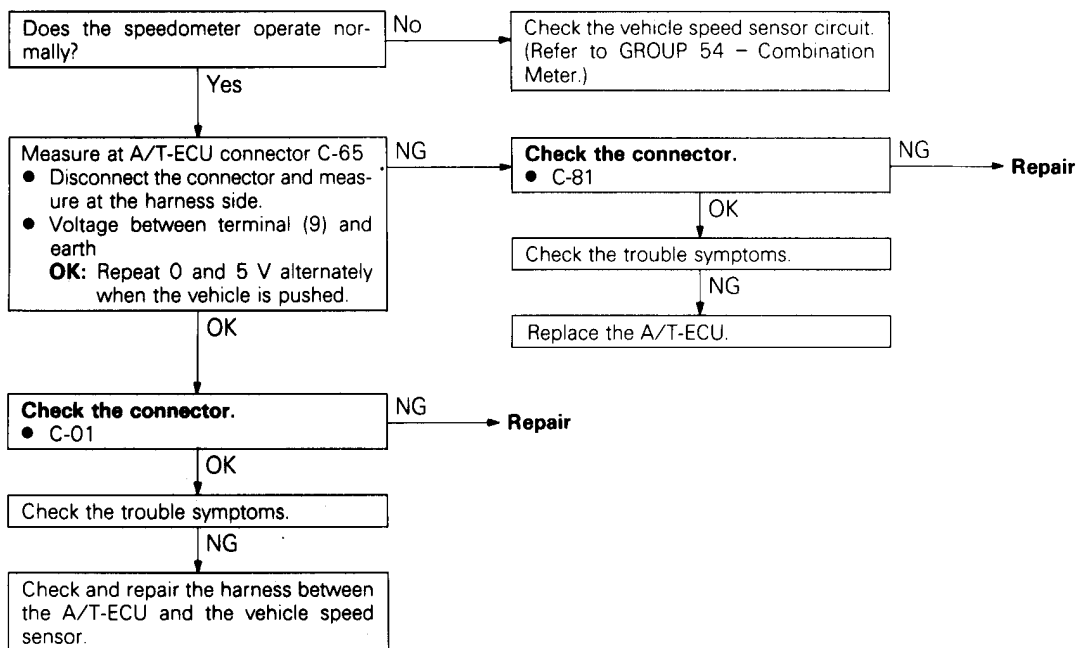 Does the speedometer operate nor-
mally?
No
Check the vehicle speed sensor circuit.
(Refer to GROUP 54 – Combination
Meter.)
Yes
Measure at A/T-ECU connector C-65
● Disconnect the connector and meas-
ure at the harness side.
● Voltage between terminal (9) and
earth
OK: Repeat 0 and 5 V alternately
when the vehicle is pushed.
NG
Check the connector.
● C-81
NG
Repair
OK
Check the trouble symptoms.
NG
Replace the A/T-ECU.
OK
Check the connector.
● C-01
NG
Repair
OK
Check the trouble symptoms.
NG
Check and repair the harness between
the A/T-ECU and the vehicle speed
sensor.